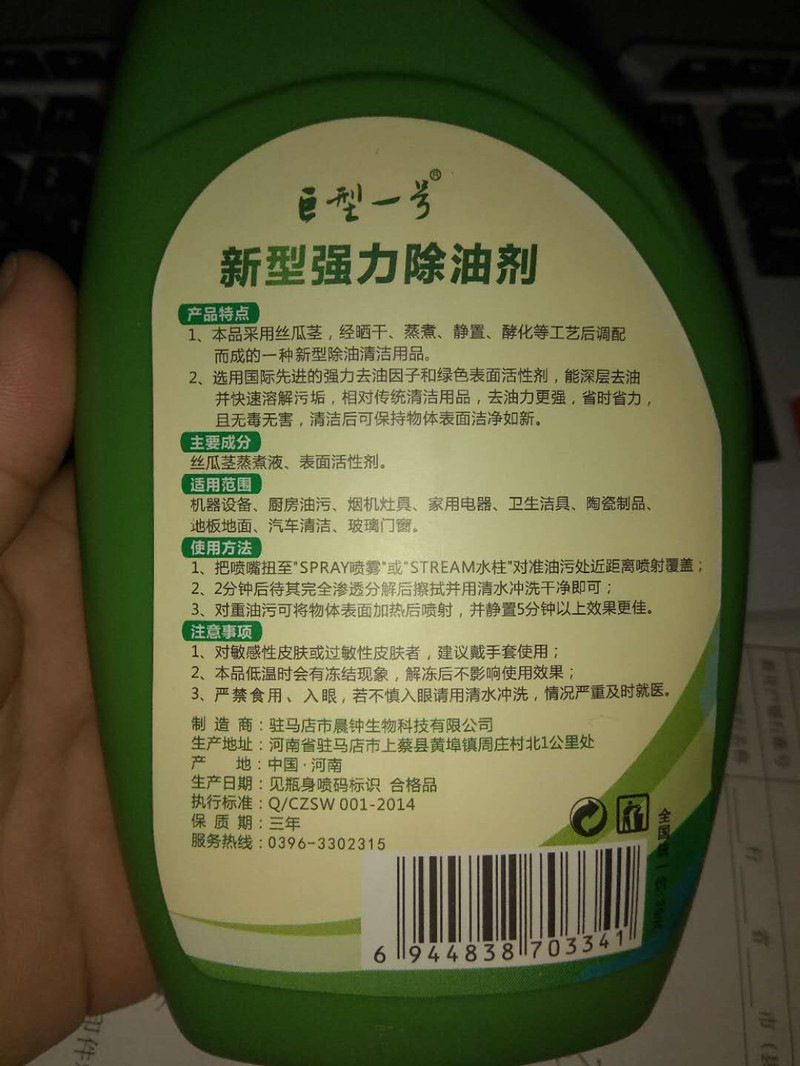 巨型一号®
新型强力除油剂
产品特点
1、本品采用丝瓜茎，经晒干、蒸煮、静置、酵化等工艺后调配
而成的一种新型除油清洁用品。
2、选用国际先进的强力去油因子和绿色表面活性剂，能深层去油
并快速溶解污垢，相对传统清洁用品，去油力更强，省时省力，
且无毒无害，清洁后可保持物体表面洁净如新。
主要成分
丝瓜茎蒸煮液、表面活性剂。
适用范围
机器设备、厨房油污、烟机灶具、家用电器、卫生洁具、陶瓷制品、
地板地面、汽车清洁、玻璃门窗。
使用方法
1、把喷嘴扭至"SPRAY喷雾"或"STREAM水柱"对准油污处近距离喷射覆盖；
2、2分钟后待其完全渗透分解后擦拭并用清水冲洗干净即可；
3、对重油污可将物体表面加热后喷射，并静置5分钟以上效果更佳。
注意事项
1、对敏感性皮肤或过敏性皮肤者，建议戴手套使用；
2、本品低温时会有冻结现象，解冻后不影响使用效果；
3、严禁食用、入眼，若不慎入眼请用清水冲洗，情况严重及时就医。
制 造 商：驻马店市晨钟生物科技有限公司
生产地址：河南省驻马店市上蔡县黄埠镇周庄村北1公里处
产 地：中国·河南
生产日期：见瓶身喷码标识 合格品
执行标准：Q/CZSW 001-2014
保 质 期：三年
服务热线：0396-3302315
全国统一价
6 944838 703341